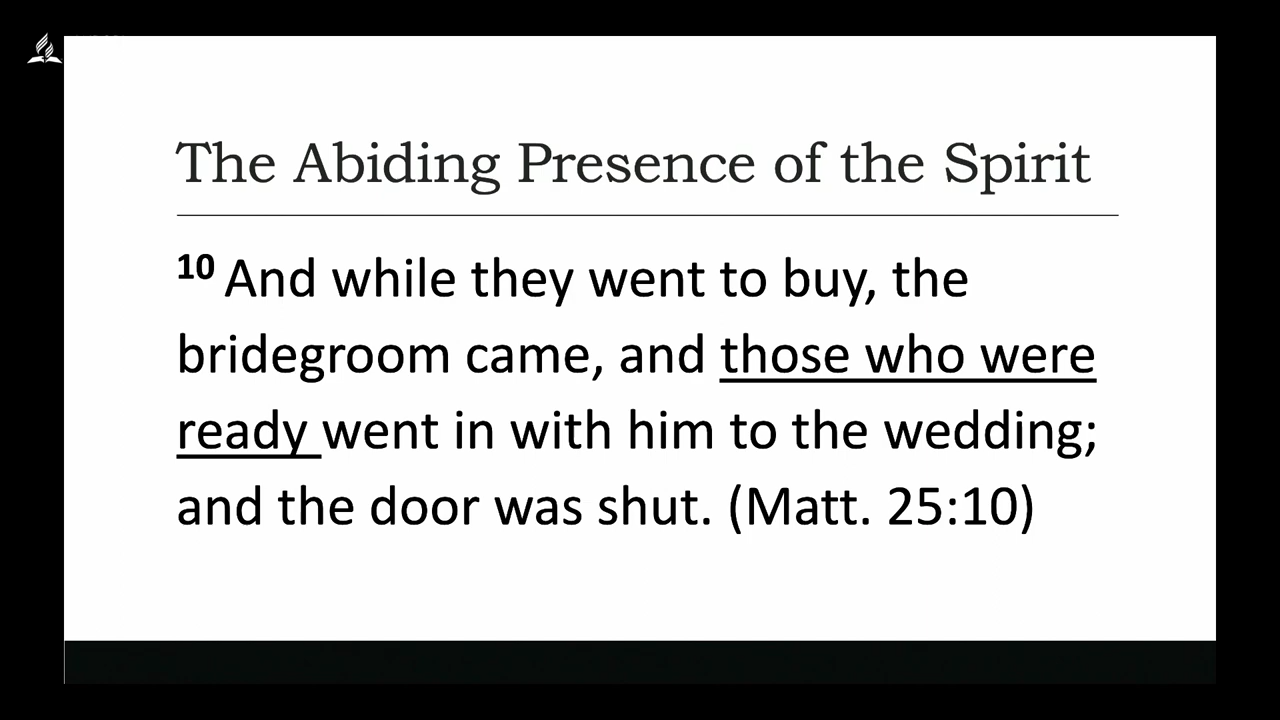 The Abiding Presence of the Spirit
10 And while they went to buy, the
bridegroom came, and those who were
ready went in with him to the wedding;
and the door was shut. (Matt. 25:10)